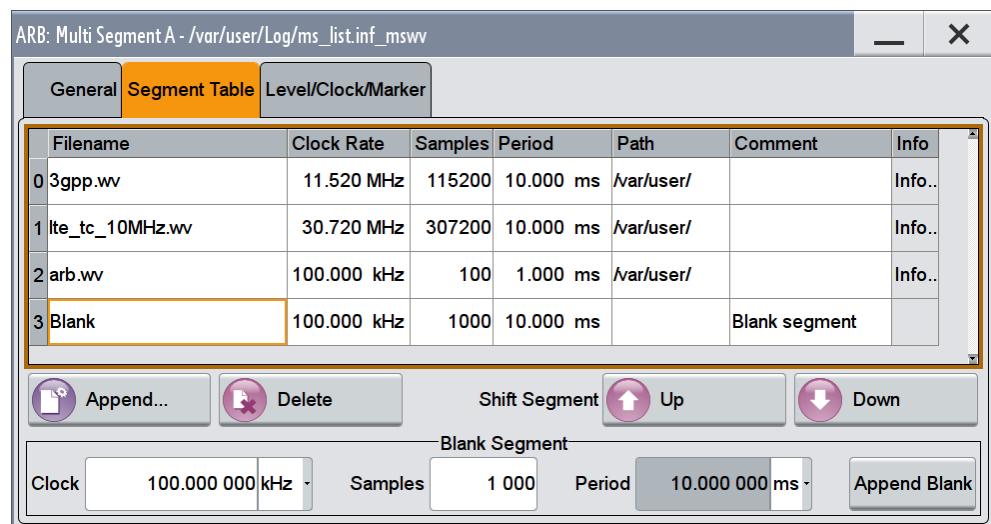 ARB: Multi Segment A - /var/user/Log/ms_list.inf_mswv
General Segment Table Level/Clock/Marker
Filename Clock Rate Samples Period Path Comment Info
0 3gpp.wv 11.520 MHz 115200 10.000 ms /var/user/ Info..
1 lte_tc_10MHz.wv 30.720 MHz 307200 10.000 ms /var/user/ Info..
2 arb.wv 100.000 kHz 100 1.000 ms /var/user/ Info..
3 Blank 100.000 kHz 1000 10.000 ms Blank segment
Append... Delete Shift Segment Up Down
Blank Segment
Clock 100.000 000 kHz Samples 1 000 Period 10.000 000 ms Append Blank